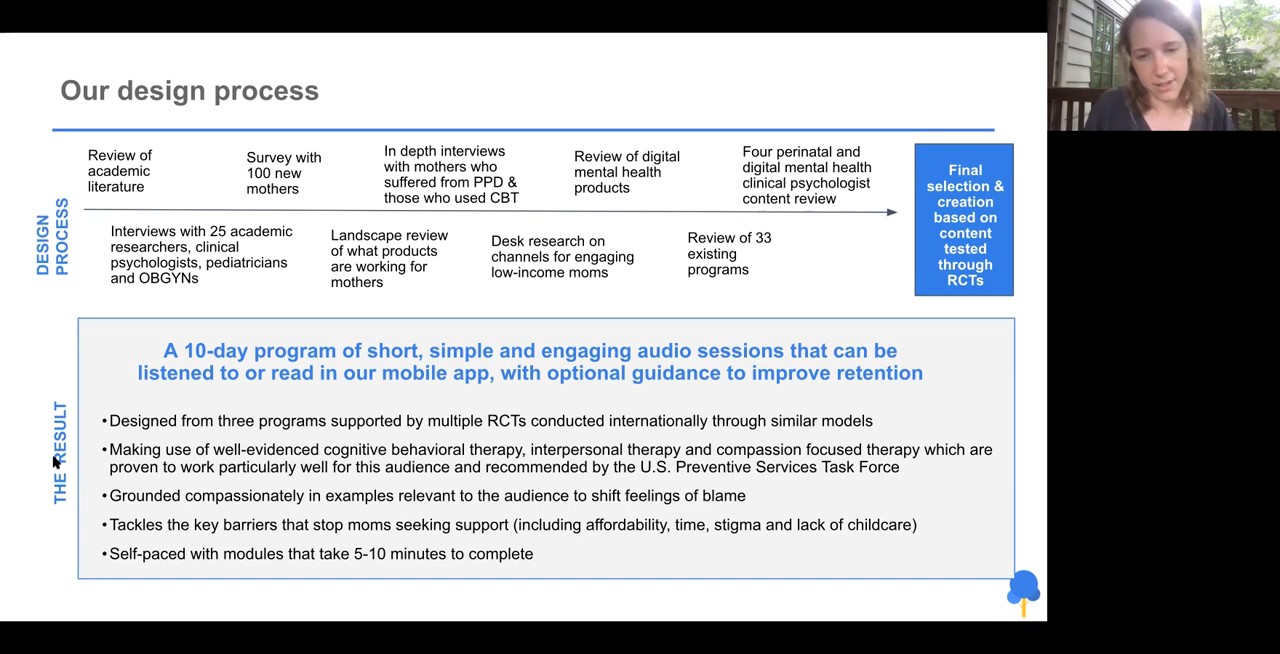 Our design process
DESIGN
PROCESS
Review of
academic
literature
Survey with
100 new
mothers
In depth interviews
with mothers who
suffered from PPD &
those who used CBT
Review of digital
mental health
products
Four perinatal and
digital mental health
clinical psychologist
content review
Interviews with 25 academic
researchers, clinical
psychologists, pediatricians
and OBGYNs
Landscape review
of what products
are working for
mothers
Desk research on
channels for engaging
low-income moms
Review of 33
existing
programs
Final
selection &
creation
based on
content
tested
through
RCTs
THE RESULT
A 10-day program of short, simple and engaging audio sessions that can be
listened to or read in our mobile app, with optional guidance to improve retention
•Designed from three programs supported by multiple RCTs conducted internationally through similar models
•Making use of well-evidenced cognitive behavioral therapy, interpersonal therapy and compassion focused therapy which are
proven to work particularly well for this audience and recommended by the U.S. Preventive Services Task Force
•Grounded compassionately in examples relevant to the audience to shift feelings of blame
•Tackles the key barriers that stop moms seeking support (including affordability, time, stigma and lack of childcare)
•Self-paced with modules that take 5-10 minutes to complete